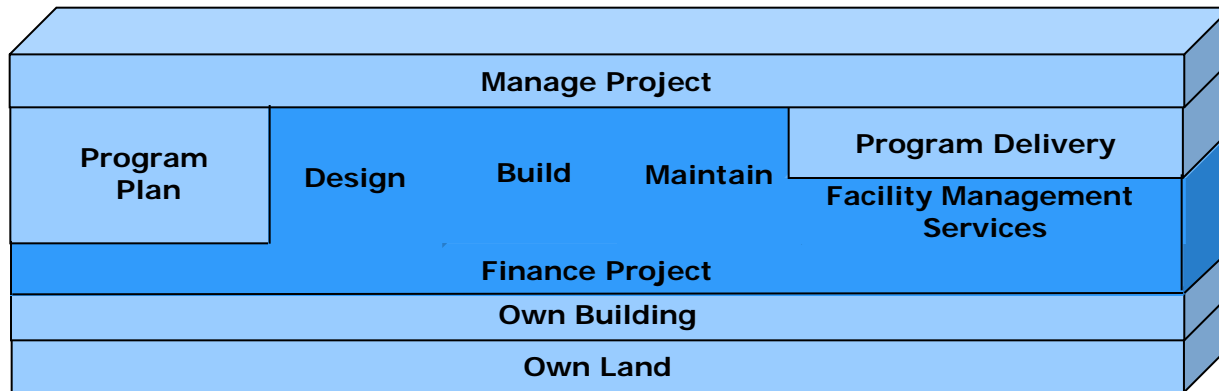 Manage Project
Program
Plan
Design
Build
Maintain
Program Delivery
Facility Management
Services
Finance Project
Own Building
Own Land